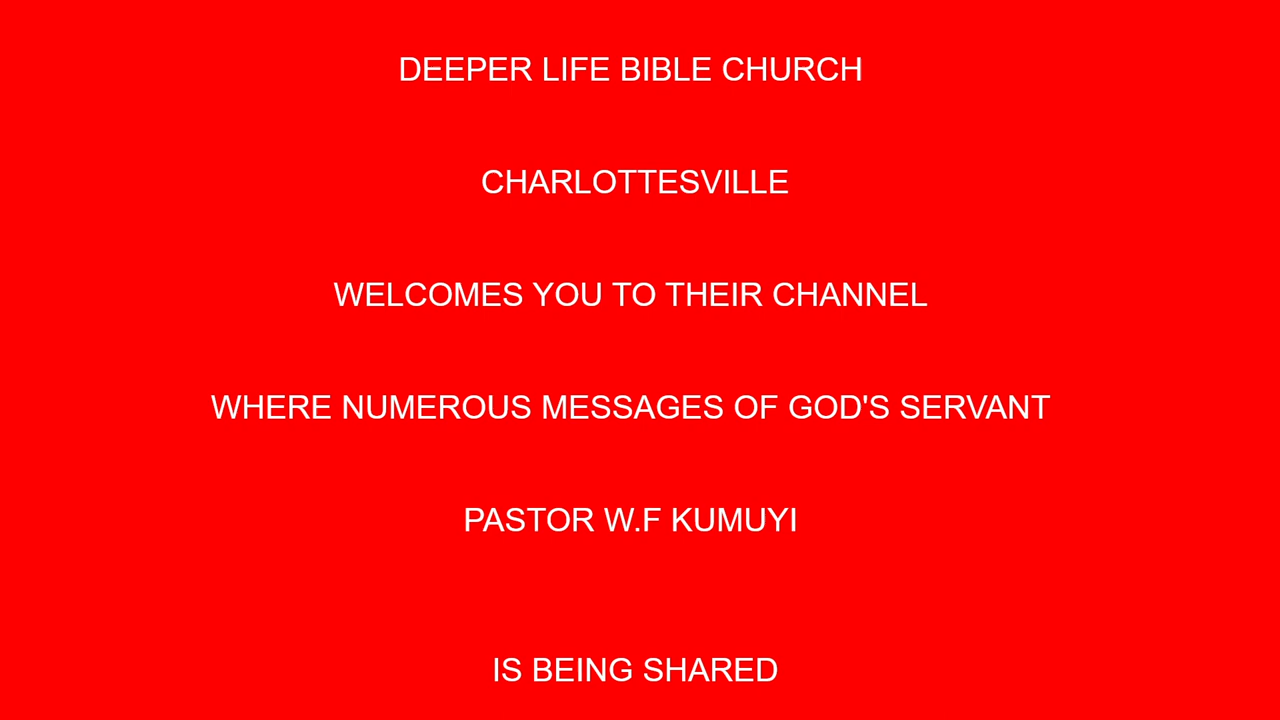 DEEPER LIFE BIBLE CHURCH
CHARLOTTESVILLE
WELCOMES YOU TO THEIR CHANNEL
WHERE NUMEROUS MESSAGES OF GOD'S SERVANT
PASTOR W.F KUMUYI
IS BEING SHARED